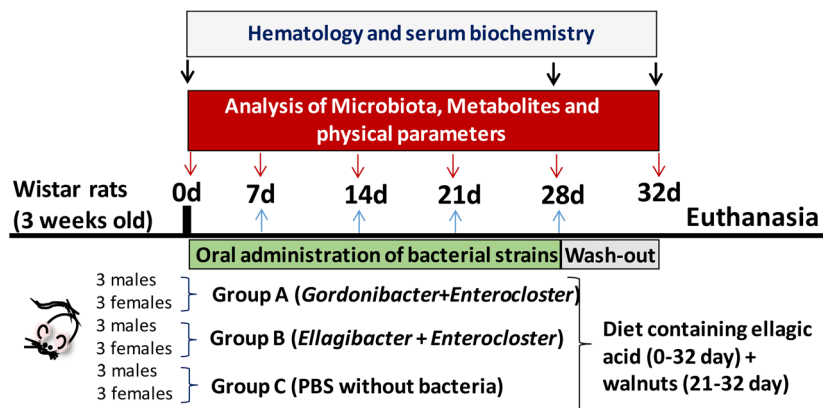 Hematology and serum biochemistry
Analysis of Microbiota, Metabolites and
physical parameters
Wistar rats
(3 weeks old)
0d 7d 14d 21d 28d 32d
Euthanasia
Oral administration of bacterial strains Wash-out
3 males
3 females
Group A (Gordonibacter+Enterocloster)
3 males
3 females
Group B (Ellagibacter + Enterocloster)
3 males
3 females
Group C (PBS without bacteria)
Diet containing ellagic
acid (0-32 day) +
walnuts (21-32 day)